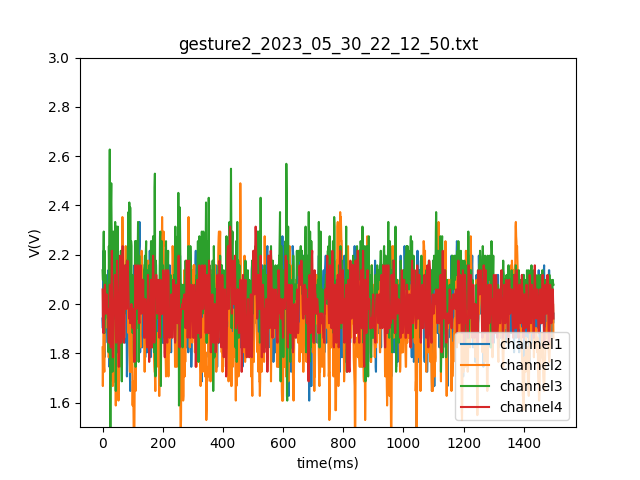 gesture2_2023_05_30_22_12_50.txt
3.0
2.8
2.6
2.4
2.2
2.0
1.8
1.6
V(V)
channel1
channel2
channel3
channel4
0 200 400 600 800 1000 1200 1400
time(ms)